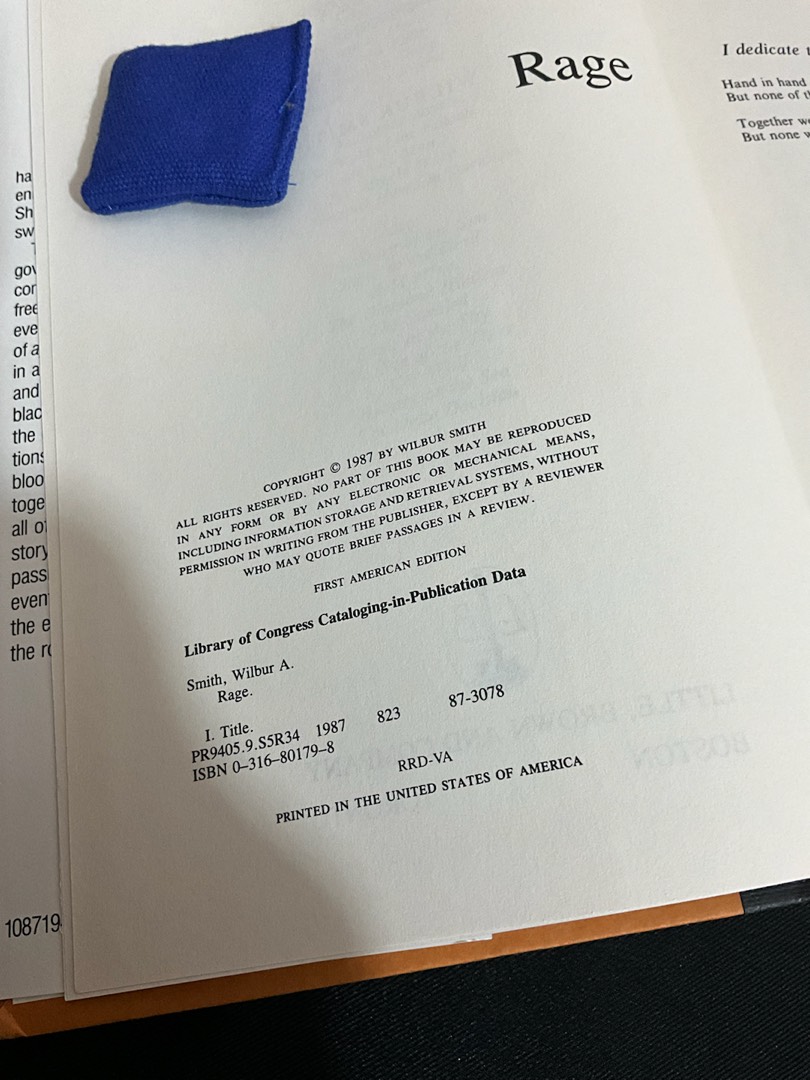 ha
en
Sh
sw
gov
cor
free
eve
of a
in a
and
blac
the
tions
bloo
toge
all of
story
pass
even
the e
the ro
108719
Rage
COPYRIGHT © 1987 BY WILBUR SMITH
ALL RIGHTS RESERVED. NO PART OF THIS BOOK MAY BE REPRODUCED
IN ANY FORM OR BY ANY ELECTRONIC OR MECHANICAL MEANS,
INCLUDING INFORMATION STORAGE AND RETRIEVAL SYSTEMS, WITHOUT
PERMISSION IN WRITING FROM THE PUBLISHER, EXCEPT BY A REVIEWER
WHO MAY QUOTE BRIEF PASSAGES IN A REVIEW.
FIRST AMERICAN EDITION
Library of Congress Cataloging-in-Publication Data
Smith, Wilbur A.
Rage.
I. Title.
PR9405.9.S5R34 1987 823 87-3078
ISBN 0–316–80179–8
RRD-VA
PRINTED IN THE UNITED STATES OF AMERICA
I dedicate
Hand in hand
But none of
Together
But none